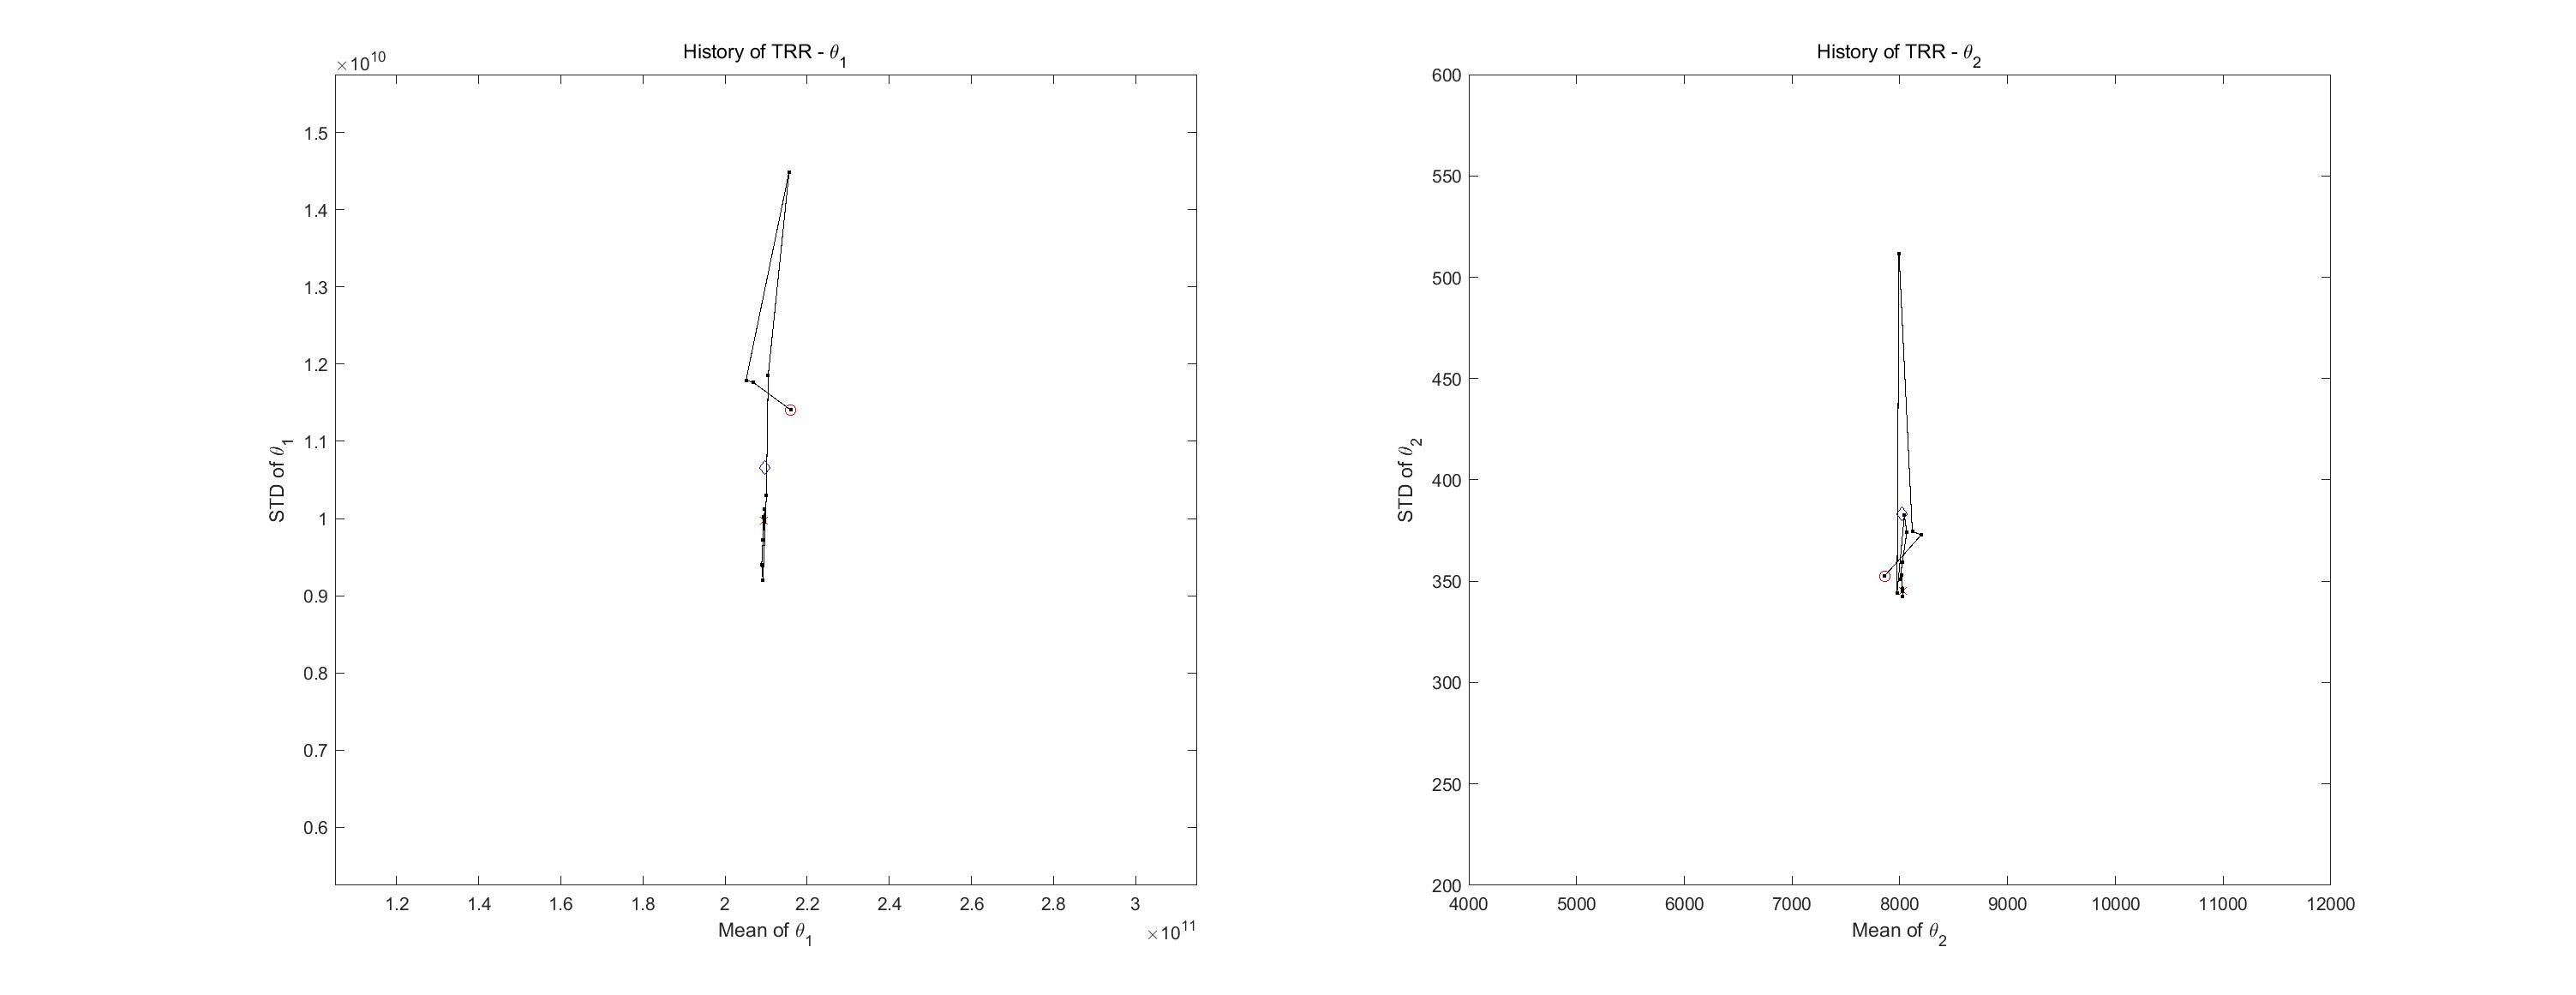 History of TRR - θ1
×10^10
1.5
1.4
1.3
1.2
1.1
1
0.9
0.8
0.7
0.6
STD of θ1
1.2 1.4 1.6 1.8 2 2.2 2.4 2.6 2.8 3
Mean of θ1
×10^11
History of TRR - θ2
600
550
500
450
400
350
300
250
200
STD of θ2
4000 5000 6000 7000 8000 9000 10000 11000 12000
Mean of θ2